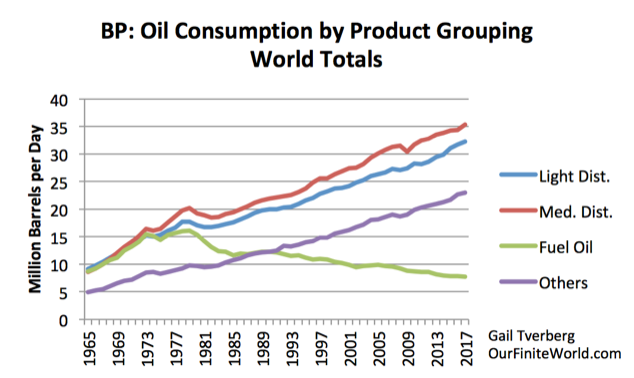 BP: Oil Consumption by Product Grouping
World Totals
Million Barrels per Day
40
35
30
25
20
15
10
5
0
1965
1969
1973
1977
1981
1985
1989
1993
1997
2001
2005
2009
2013
2017
Light Dist.
Med. Dist.
Fuel Oil
Others
Gail Tverberg
OurFiniteWorld.com